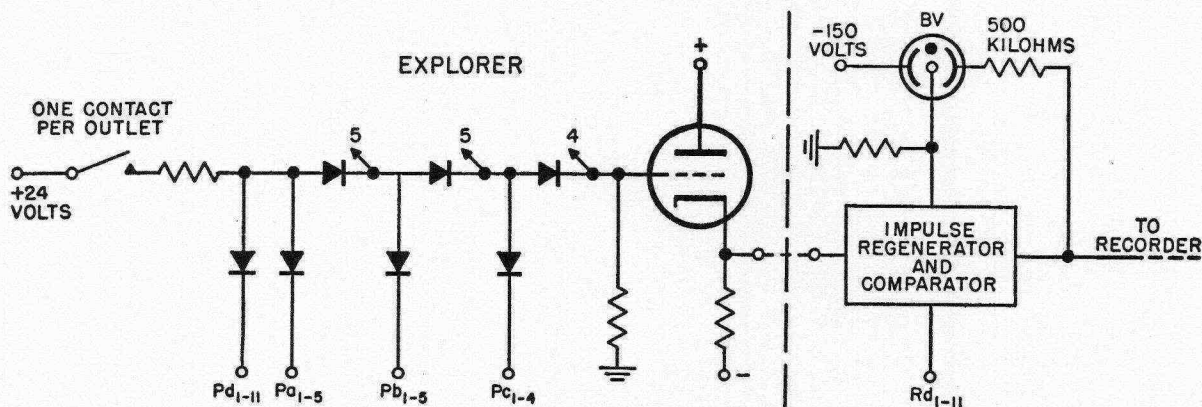 EXPLORER
ONE CONTACT
PER OUTLET
+24
VOLTS
5
5
4
+
-
Pd1-11
Pa1-5
Pb1-5
Pc1-4
-150
VOLTS
BV
500
KILOHMS
IMPULSE
REGENERATOR
AND
COMPARATOR
TO
RECORDER
Rd1-11